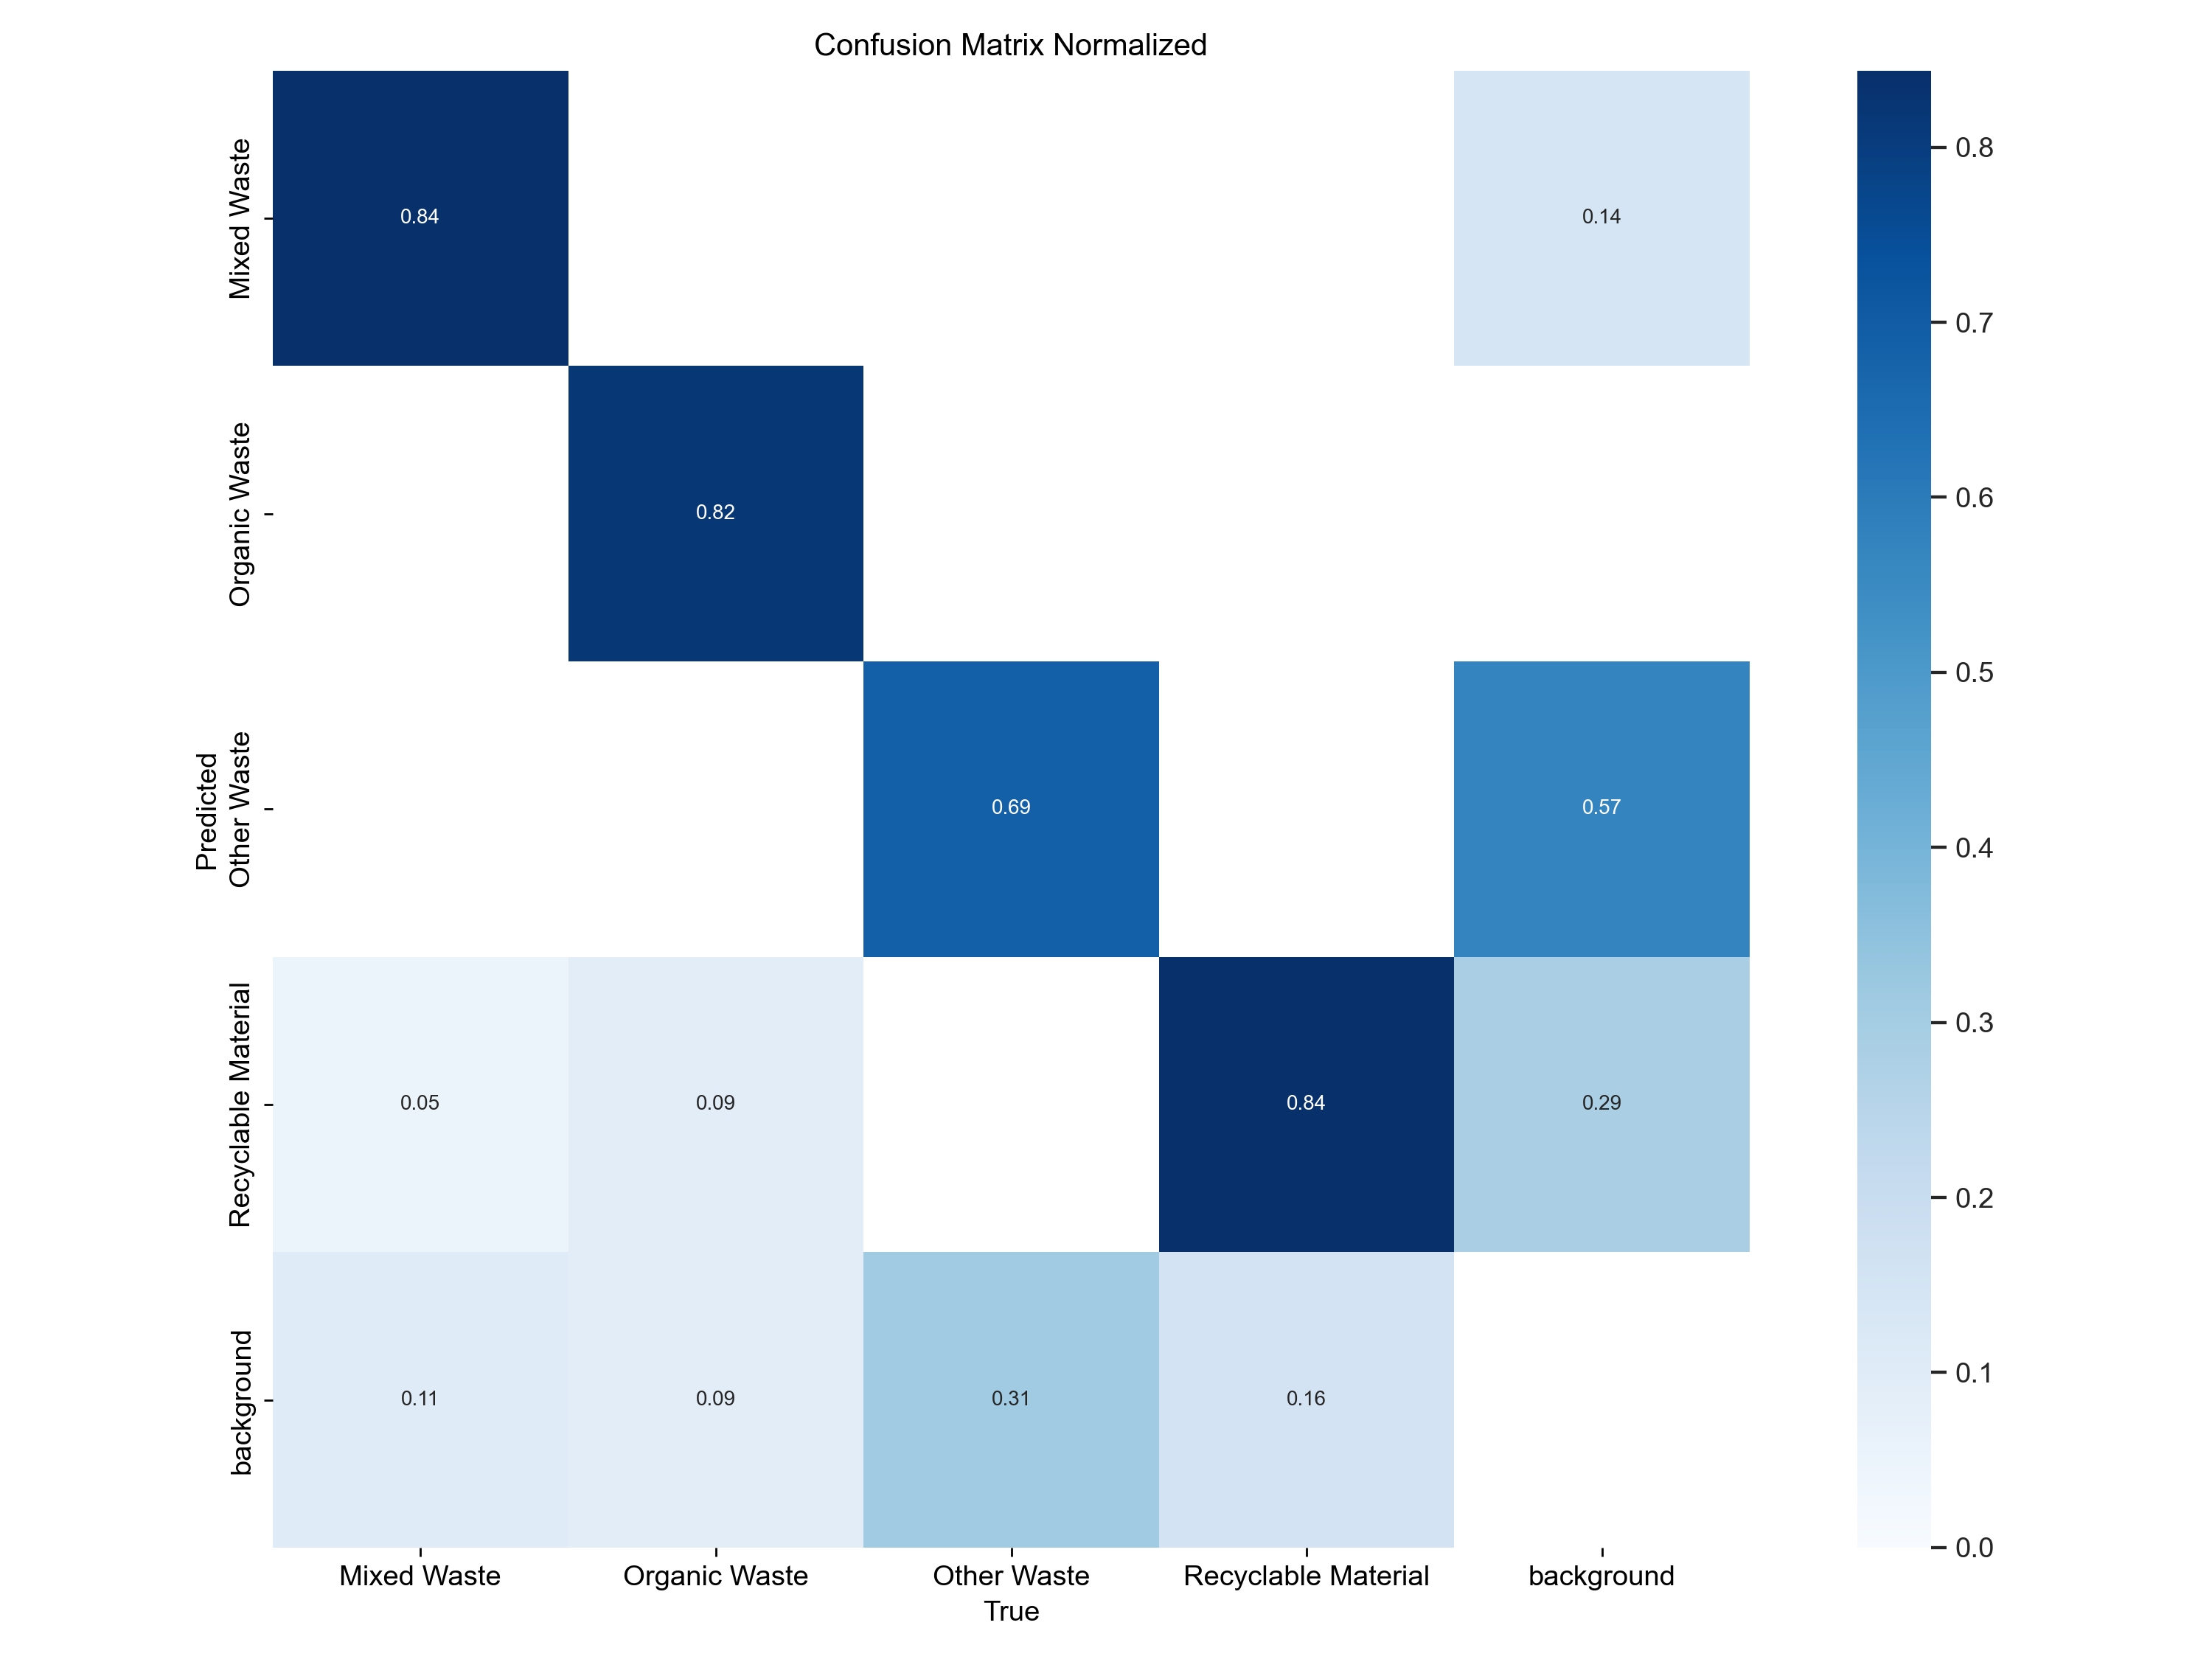 Confusion Matrix Normalized
Mixed Waste
0.84
0.14
0.8
0.7
Organic Waste
0.82
0.6
0.5
Predicted
Other Waste
0.69
0.57
0.4
0.3
Recyclable Material
0.05
0.09
0.84
0.29
0.2
0.1
background
0.11
0.09
0.31
0.16
0.0
Mixed Waste
Organic Waste
Other Waste
Recyclable Material
background
True